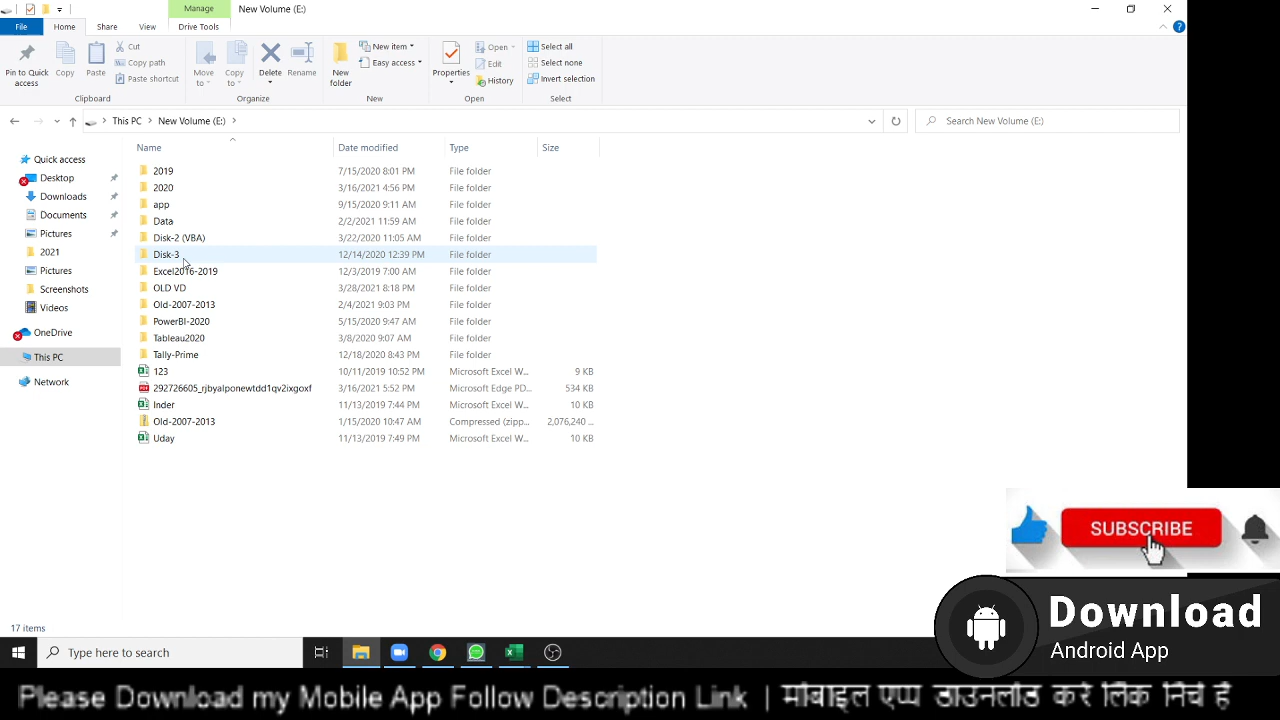 Manage New Volume (E:)
File Home Share View Drive Tools
Pin to Quick access Copy Paste Cut Copy path Paste shortcut Move to Copy to Delete Rename New folder New item Easy access Properties Open Edit History Select all Select none Invert selection
Clipboard Organize New Open Select
This PC > New Volume (E:) > Search New Volume (E:)
Name Date modified Type Size
Quick access
Desktop
Downloads
Documents
Pictures
2021
Pictures
Screenshots
Videos
OneDrive
This PC
Network
2019 7/15/2020 8:01 PM File folder
2020 3/16/2021 4:56 PM File folder
app 9/15/2020 9:11 AM File folder
Data 2/2/2021 11:59 AM File folder
Disk-2 (VBA) 3/22/2020 11:05 AM File folder
Disk-3 12/14/2020 12:39 PM File folder
Excel2016-2019 12/3/2019 7:00 AM File folder
OLD VD 3/28/2021 8:18 PM File folder
Old-2007-2013 2/4/2021 9:03 PM File folder
PowerBI-2020 5/15/2020 9:47 AM File folder
Tableau2020 3/8/2020 9:07 AM File folder
Tally-Prime 12/18/2020 8:43 PM File folder
123 10/11/2019 10:52 PM Microsoft Excel W... 9 KB
292726605_rjbyalponewtdd1qv2ixgoxf 3/16/2021 5:52 PM Microsoft Edge PD... 534 KB
Inder 11/13/2019 7:44 PM Microsoft Excel W... 10 KB
Old-2007-2013 1/15/2020 10:47 AM Compressed (zipp... 2,076,240 ...
Uday 11/13/2019 7:49 PM Microsoft Excel W... 10 KB
SUBSCRIBE
Download
Android App
17 items
Type here to search
Please Download my Mobile App Follow Description Link | मोबाइल एप्प डाउनलोड करे लिंक निचे है